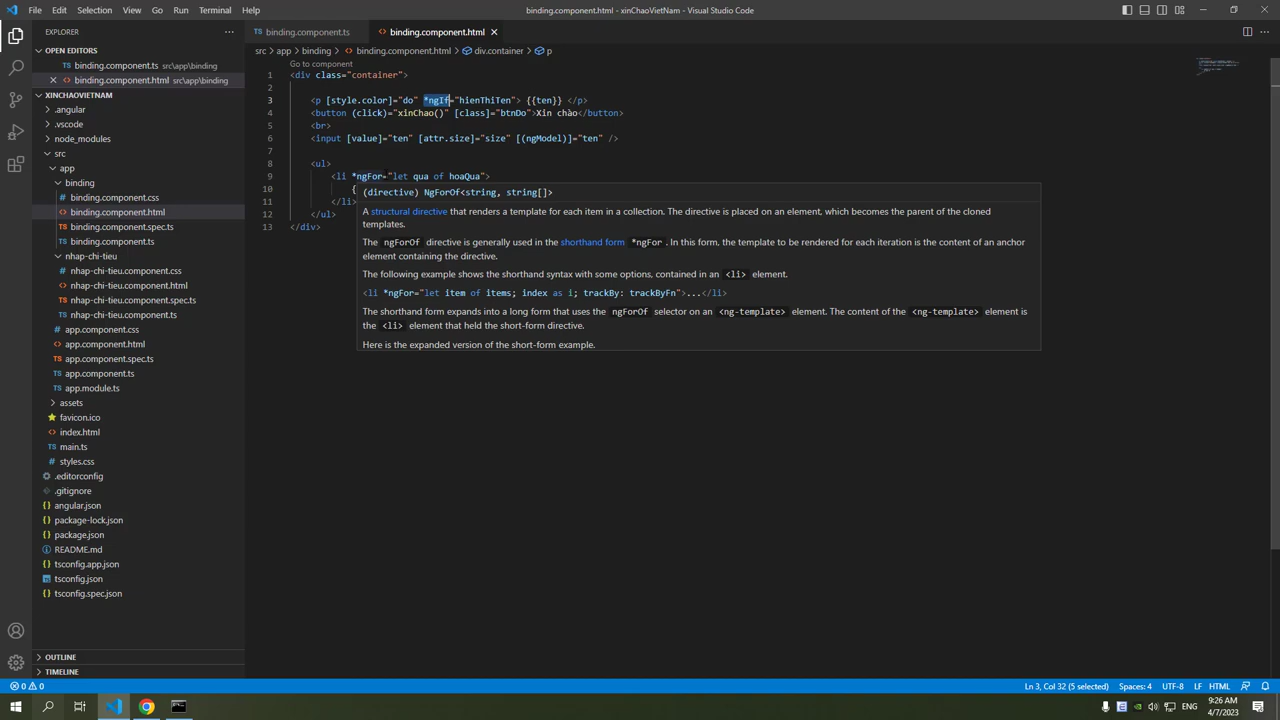 File Edit Selection View Go Run Terminal Help
binding.component.html - xinChaoVietNam - Visual Studio Code
EXPLORER
OPEN EDITORS
binding.component.ts src\app\binding
binding.component.html src\app\binding
XINCHAOVIETNAM
.angular
.vscode
node_modules
src
app
binding
binding.component.css
binding.component.html
binding.component.spec.ts
binding.component.ts
nhap-chi-tieu
nhap-chi-tieu.component.css
nhap-chi-tieu.component.html
nhap-chi-tieu.component.spec.ts
nhap-chi-tieu.component.ts
app.component.css
app.component.html
app.component.spec.ts
app.component.ts
app.module.ts
assets
favicon.ico
index.html
main.ts
styles.css
.editorconfig
.gitignore
angular.json
package-lock.json
package.json
README.md
tsconfig.app.json
tsconfig.json
tsconfig.spec.json
OUTLINE
TIMELINE
binding.component.ts binding.component.html
src > app > binding > binding.component.html > div.container > p
Go to component
1 <div class="container">
2
3 <p [style.color]="do" *ngIf="hienThiTen"> {{ten}} </p>
4 <button (click)="xinChao()" [class]="btnDo">Xin chào</button>
5 <br>
6 <input [value]="ten" [attr.size]="size" [(ngModel)]="ten" />
7
8 <ul>
9 <li *ngFor="let qua of hoaQua">
10 {
11 </li>
12 </ul>
13 </div>
(directive) NgForOf<string, string[]>
A structural directive that renders a template for each item in a collection. The directive is placed on an element, which becomes the parent of the cloned
templates.
The ngForOf directive is generally used in the shorthand form *ngFor . In this form, the template to be rendered for each iteration is the content of an anchor
element containing the directive.
The following example shows the shorthand syntax with some options, contained in an <li> element.
<li *ngFor="let item of items; index as i; trackBy: trackByFn">...</li>
The shorthand form expands into a long form that uses the ngForOf selector on an <ng-template> element. The content of the <ng-template> element is
the <li> element that held the short-form directive.
Here is the expanded version of the short-form example.
0 0
Ln 3, Col 32 (5 selected) Spaces: 4 UTF-8 LF HTML
ENG
9:26 AM
4/7/2023